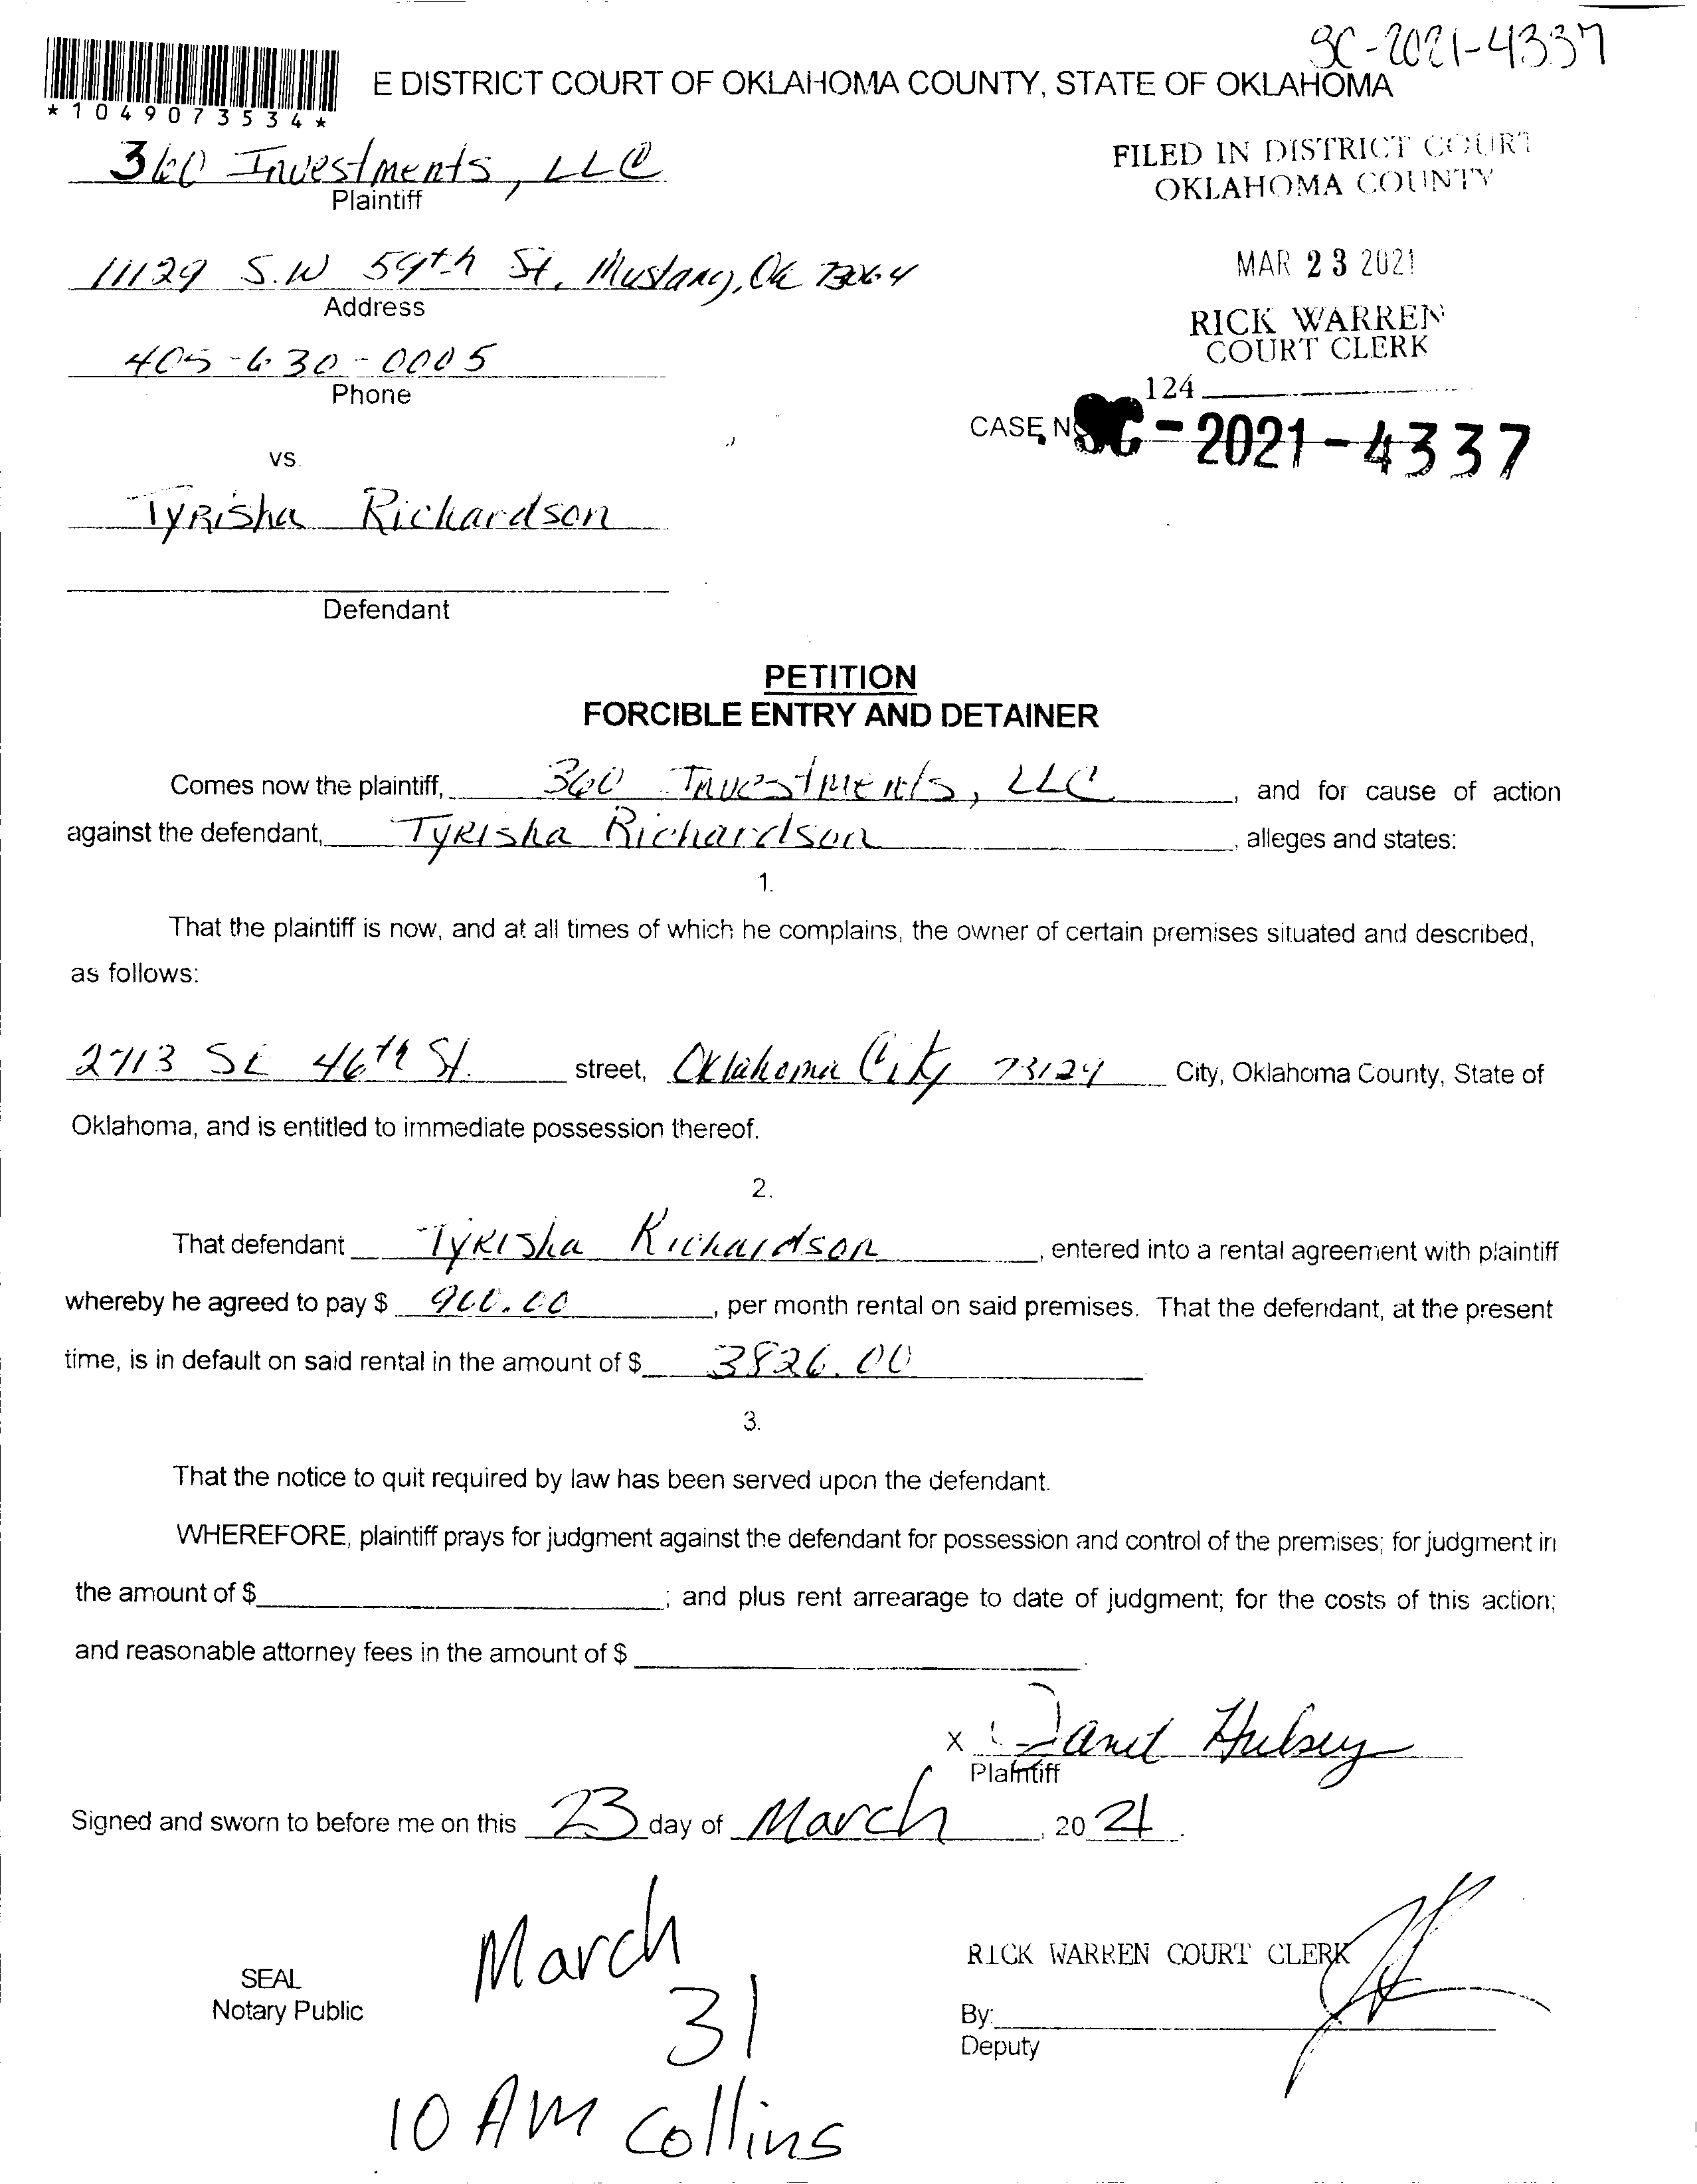 SC-2021-4337
E DISTRICT COURT OF OKLAHOMA COUNTY, STATE OF OKLAHOMA
*1049073534*
360 Investments, LLC
Plaintiff
FILED IN DISTRICT COURT
OKLAHOMA COUNTY
11129 S.W 59th St, Mustang, Ok 73064
Address
MAR 23 2021
RICK WARREN
COURT CLERK
405-630-0005
Phone
124
CASE NO SC-2021-4337
VS.
Tyrisha Richardson
Defendant
PETITION
FORCIBLE ENTRY AND DETAINER
Comes now the plaintiff, 360 Investments, LLC, and for cause of action
against the defendant, Tyrisha Richardson, alleges and states:
1.
That the plaintiff is now, and at all times of which he complains, the owner of certain premises situated and described,
as follows:
2713 SE 46th St. street, Oklahoma City 73129 City, Oklahoma County, State of
Oklahoma, and is entitled to immediate possession thereof.
2.
That defendant Tyrisha Richardson, entered into a rental agreement with plaintiff
whereby he agreed to pay $ 900.00, per month rental on said premises. That the defendant, at the present
time, is in default on said rental in the amount of $ 3826.00
3.
That the notice to quit required by law has been served upon the defendant.
WHEREFORE, plaintiff prays for judgment against the defendant for possession and control of the premises; for judgment in
the amount of $ ; and plus rent arrearage to date of judgment; for the costs of this action;
and reasonable attorney fees in the amount of $ .
X Janet Hulsey
Plaintiff
Signed and sworn to before me on this 23 day of March, 2021.
March
31
10 AM Collins
SEAL
Notary Public
RICK WARREN COURT CLERK
By:
Deputy